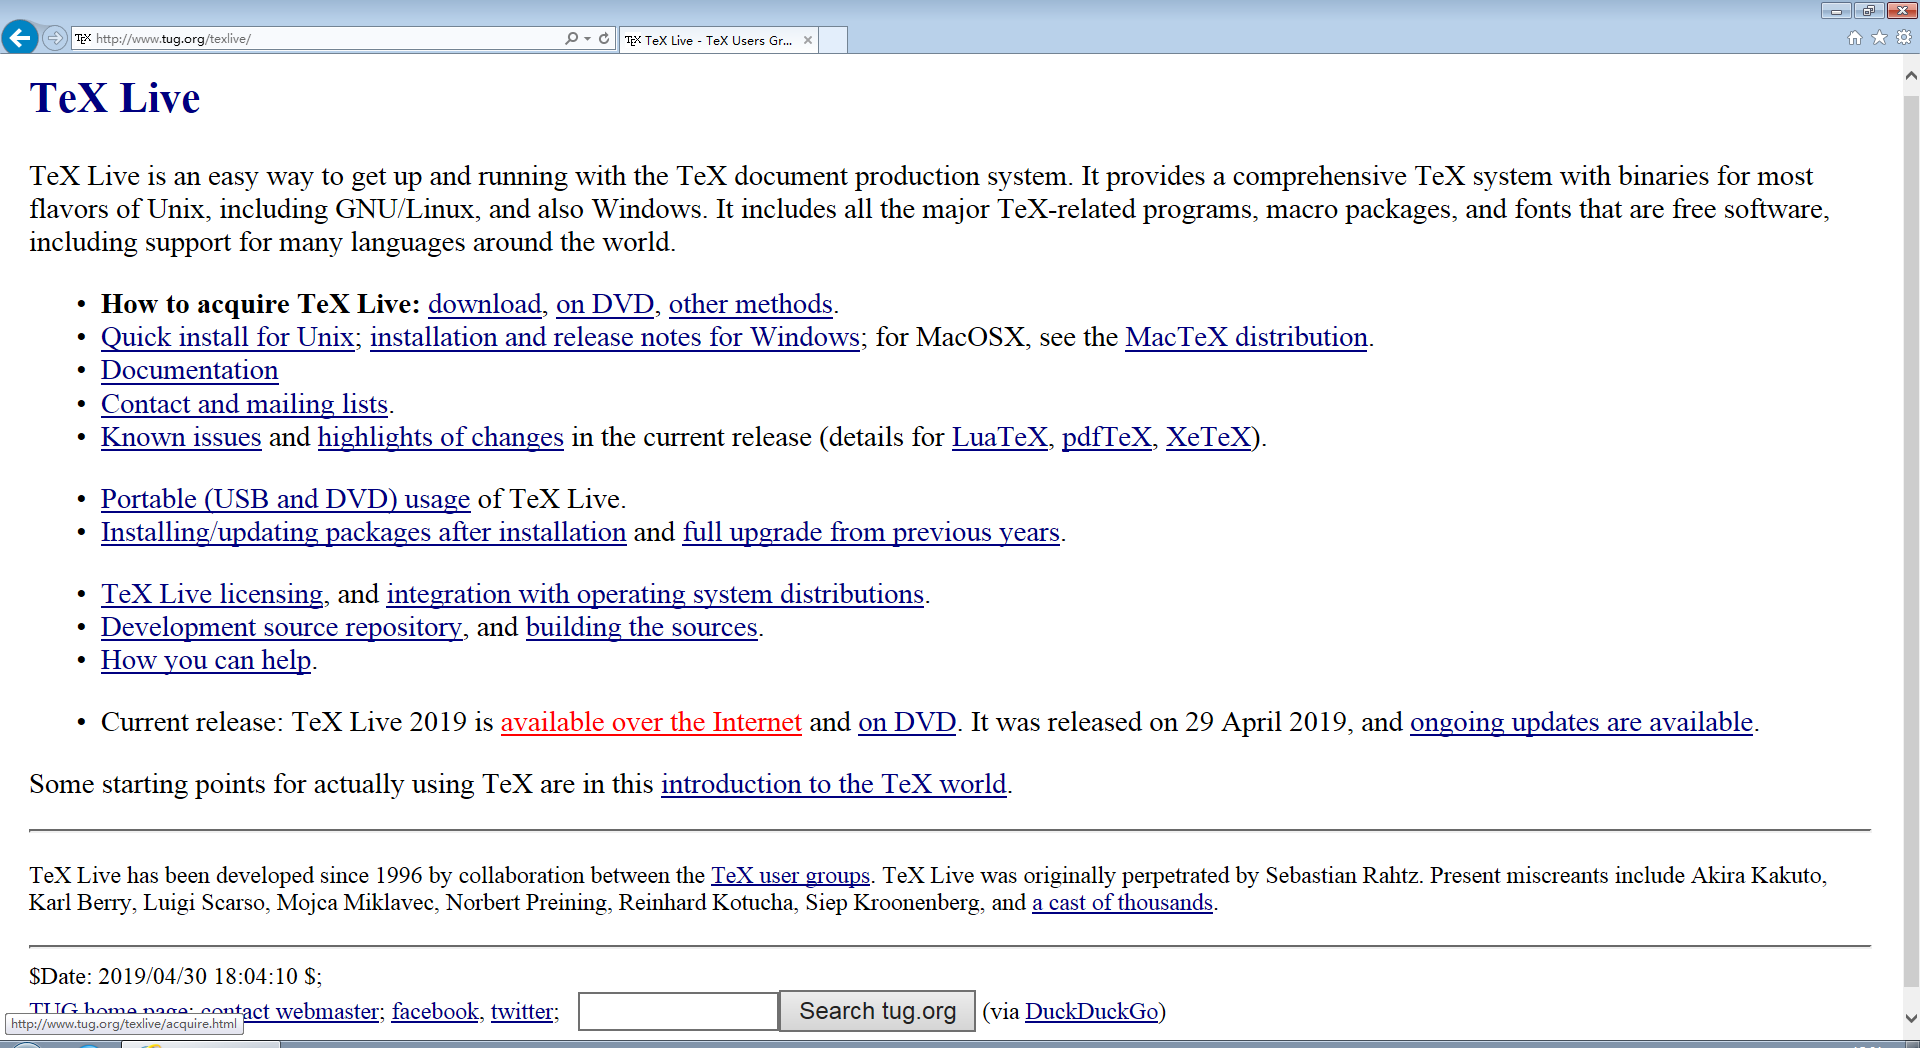 http://www.tug.org/texlive/
TeX Live - TeX Users Gr...
TeX Live
TeX Live is an easy way to get up and running with the TeX document production system. It provides a comprehensive TeX system with binaries for most
flavors of Unix, including GNU/Linux, and also Windows. It includes all the major TeX-related programs, macro packages, and fonts that are free software,
including support for many languages around the world.
• How to acquire TeX Live: download, on DVD, other methods.
• Quick install for Unix; installation and release notes for Windows; for MacOSX, see the MacTeX distribution.
• Documentation
• Contact and mailing lists.
• Known issues and highlights of changes in the current release (details for LuaTeX, pdfTeX, XeTeX).
• Portable (USB and DVD) usage of TeX Live.
• Installing/updating packages after installation and full upgrade from previous years.
• TeX Live licensing, and integration with operating system distributions.
• Development source repository, and building the sources.
• How you can help.
• Current release: TeX Live 2019 is available over the Internet and on DVD. It was released on 29 April 2019, and ongoing updates are available.
Some starting points for actually using TeX are in this introduction to the TeX world.
TeX Live has been developed since 1996 by collaboration between the TeX user groups. TeX Live was originally perpetrated by Sebastian Rahtz. Present miscreants include Akira Kakuto,
Karl Berry, Luigi Scarso, Mojca Miklavec, Norbert Preining, Reinhard Kotucha, Siep Kroonenberg, and a cast of thousands.
$Date: 2019/04/30 18:04:10 $;
TUG home page; contact webmaster; facebook, twitter; Search tug.org (via DuckDuckGo)
http://www.tug.org/texlive/acquire.html